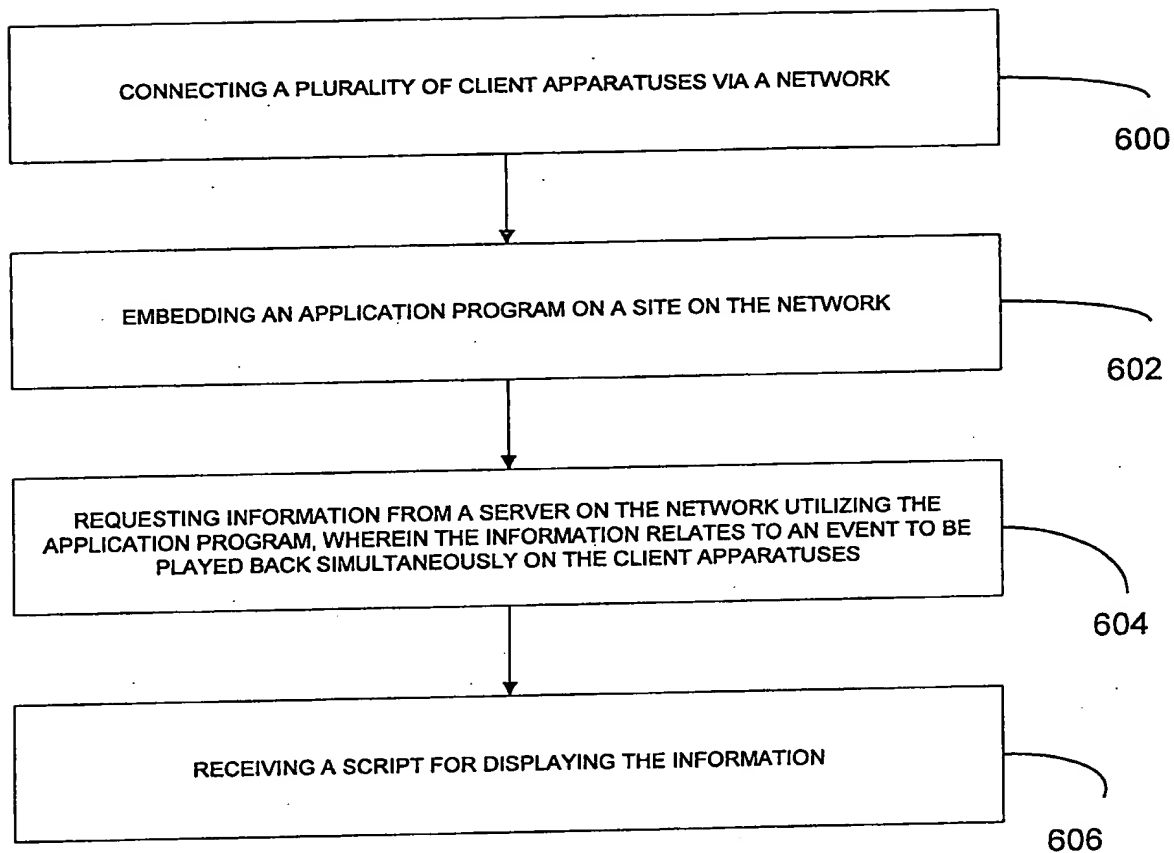 CONNECTING A PLURALITY OF CLIENT APPARATUSES VIA A NETWORK
600
EMBEDDING AN APPLICATION PROGRAM ON A SITE ON THE NETWORK
602
REQUESTING INFORMATION FROM A SERVER ON THE NETWORK UTILIZING THE
APPLICATION PROGRAM, WHEREIN THE INFORMATION RELATES TO AN EVENT TO BE
PLAYED BACK SIMULTANEOUSLY ON THE CLIENT APPARATUSES
604
RECEIVING A SCRIPT FOR DISPLAYING THE INFORMATION
606